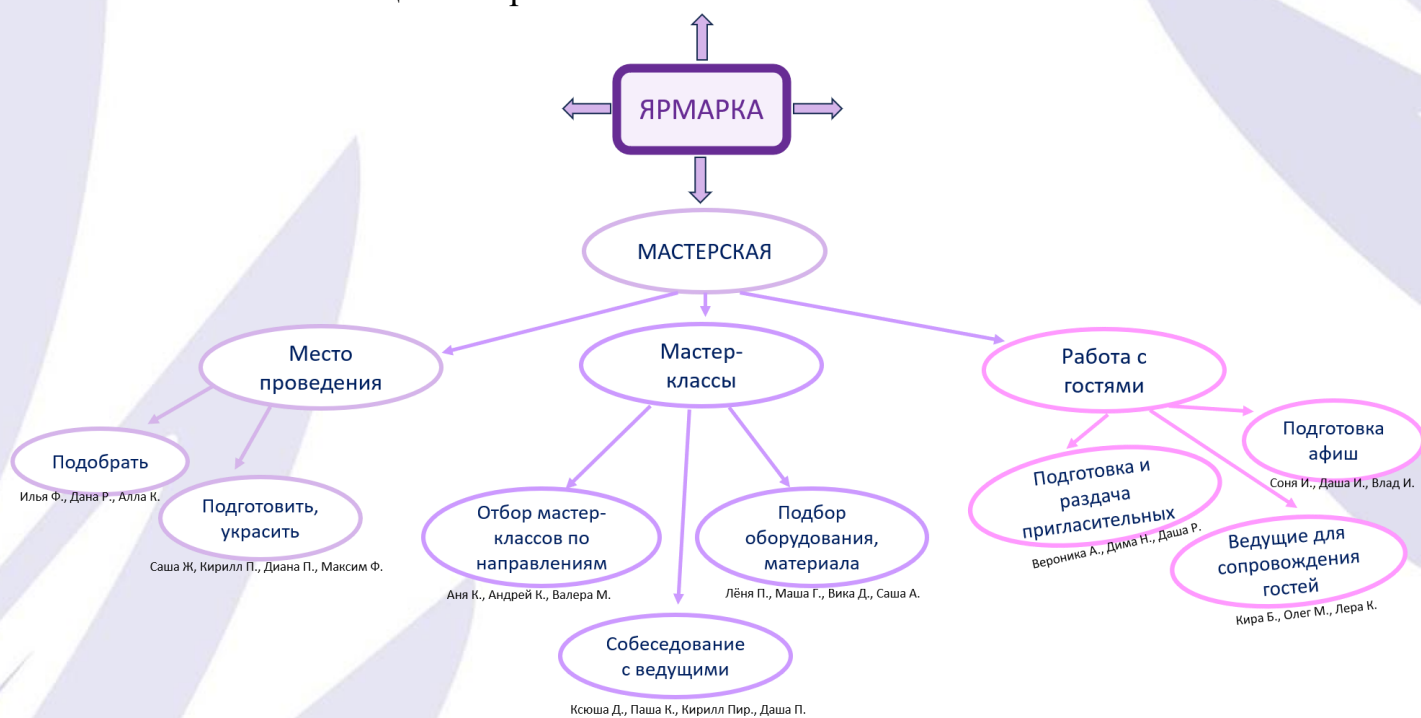 ЯРМАРКА
МАСТЕРСКАЯ
Место
проведения
Мастер-
классы
Работа с
гостями
Подобрать
Илья Ф., Дана Р., Алла К.
Подготовить,
украсить
Саша Ж, Кирилл П., Диана П., Максим Ф.
Отбор мастер-
классов по
направлениям
Аня К., Андрей К., Валера М.
Собеседование
с ведущими
Ксюша Д., Паша К., Кирилл Пир., Даша П.
Подбор
оборудования,
материала
Лёня П., Маша Г., Вика Д., Саша А.
Подготовка и
раздача
пригласительных
Вероника А., Дима Н., Даша Р.
Ведущие для
сопровождения
гостей
Кира Б., Олег М., Лера К.
Подготовка
афиш
Соня И., Даша И., Влад И.